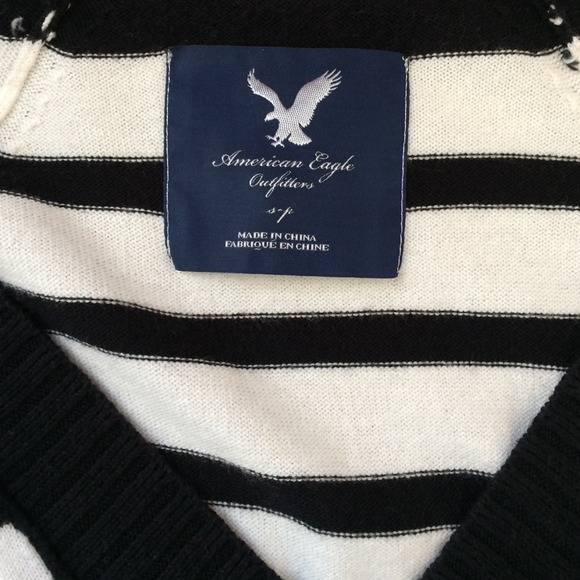 American Eagle
Outfitters
s-p
MADE IN CHINA
FABRIQUÉ EN CHINE